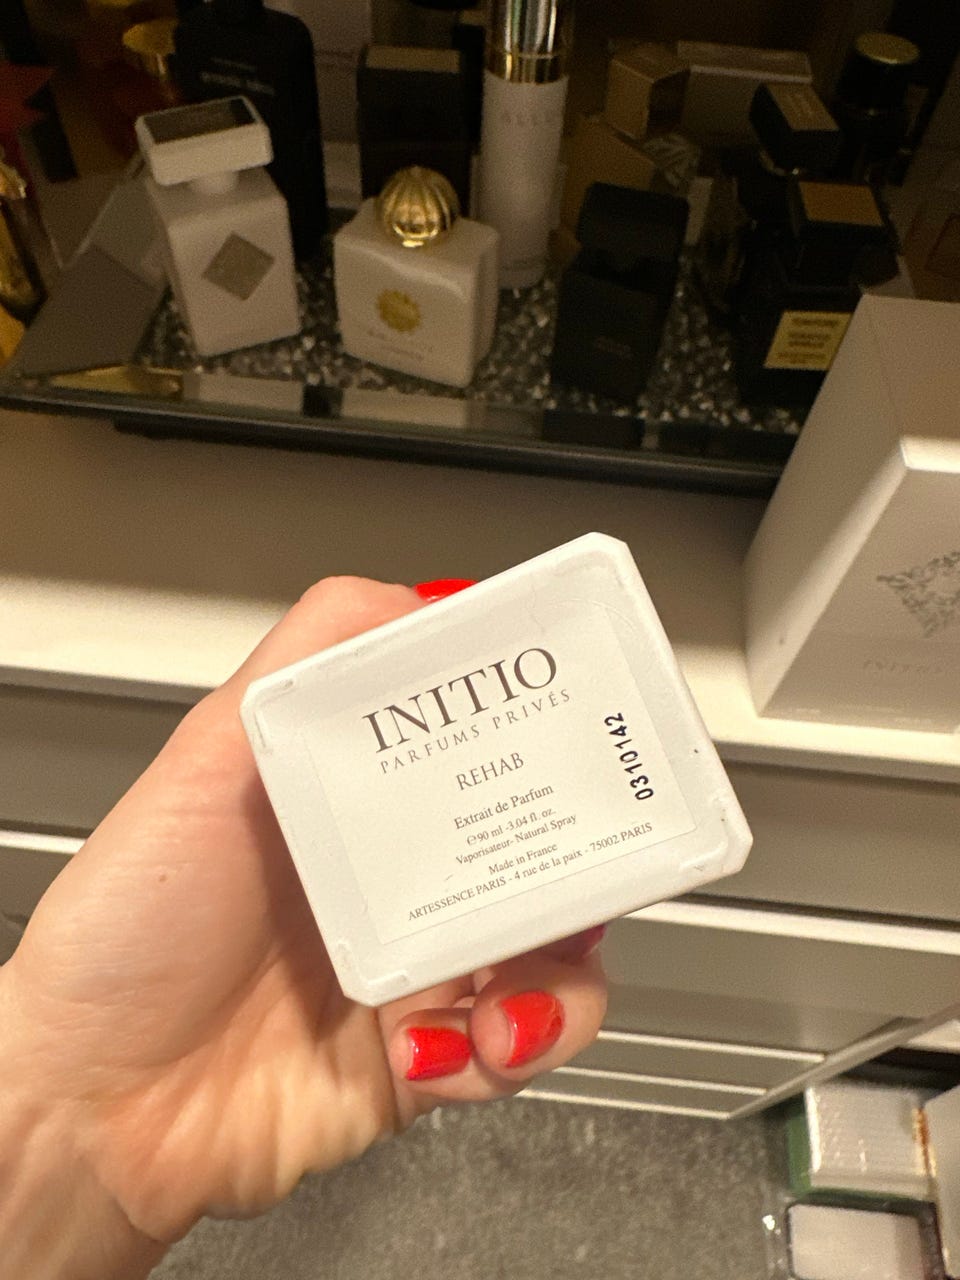 INITIO
PARFUMS PRIVÉS
REHAB
Extrait de Parfum
℮90 ml -3.04 fl. oz.
Vaporisateur- Natural Spray
Made in France
ARTESSENCE PARIS - 4 rue de la paix - 75002 PARIS
0310142